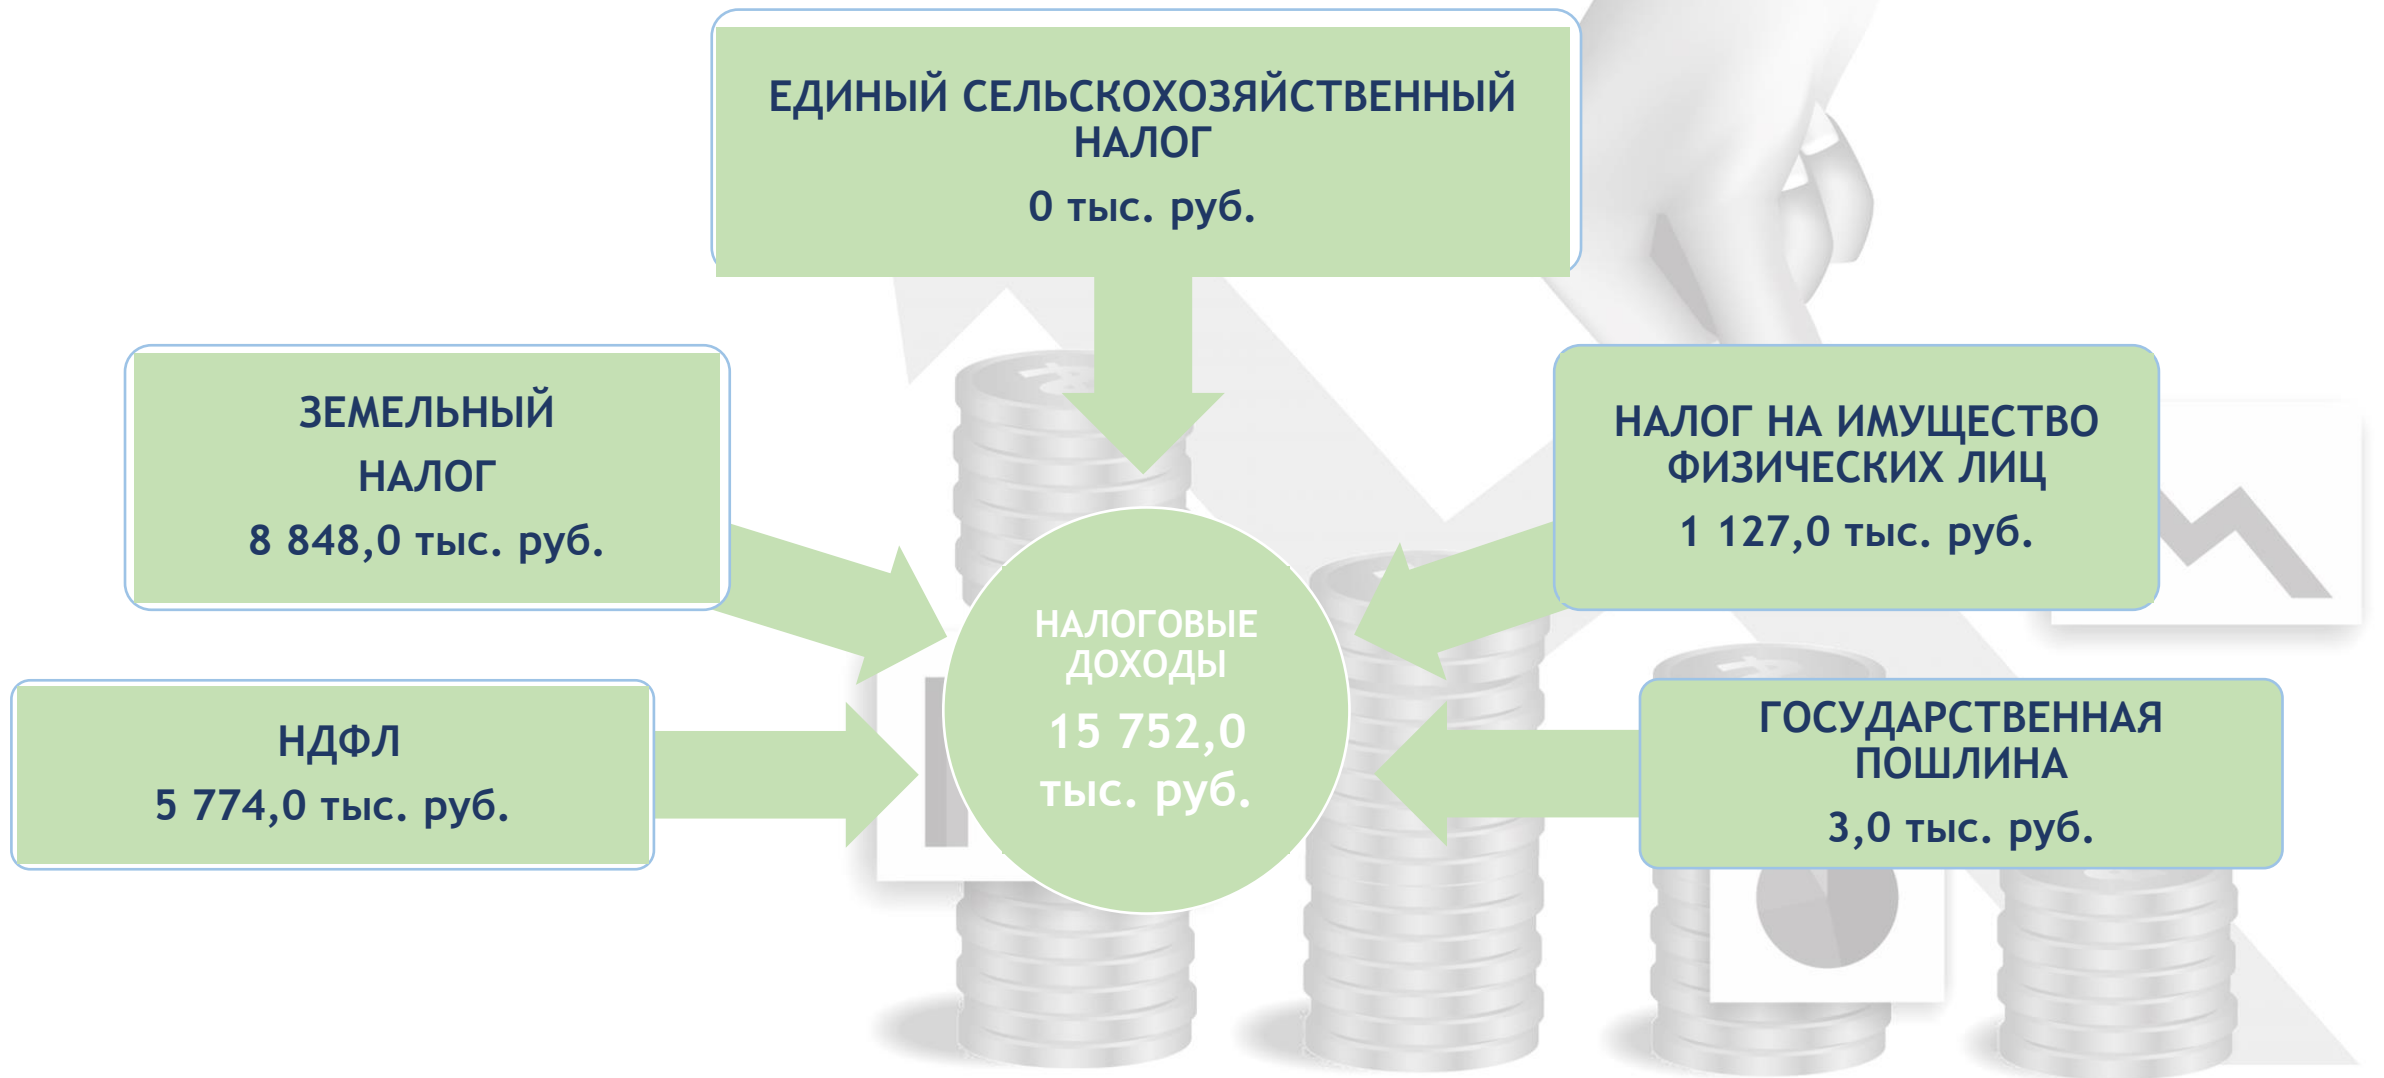 ЕДИНЫЙ СЕЛЬСКОХОЗЯЙСТВЕННЫЙ
НАЛОГ
0 тыс. руб.
ЗЕМЕЛЬНЫЙ
НАЛОГ
8 848,0 тыс. руб.
НАЛОГ НА ИМУЩЕСТВО
ФИЗИЧЕСКИХ ЛИЦ
1 127,0 тыс. руб.
НАЛОГОВЫЕ
ДОХОДЫ
15 752,0
тыс. руб.
НДФЛ
5 774,0 тыс. руб.
ГОСУДАРСТВЕННАЯ
ПОШЛИНА
3,0 тыс. руб.